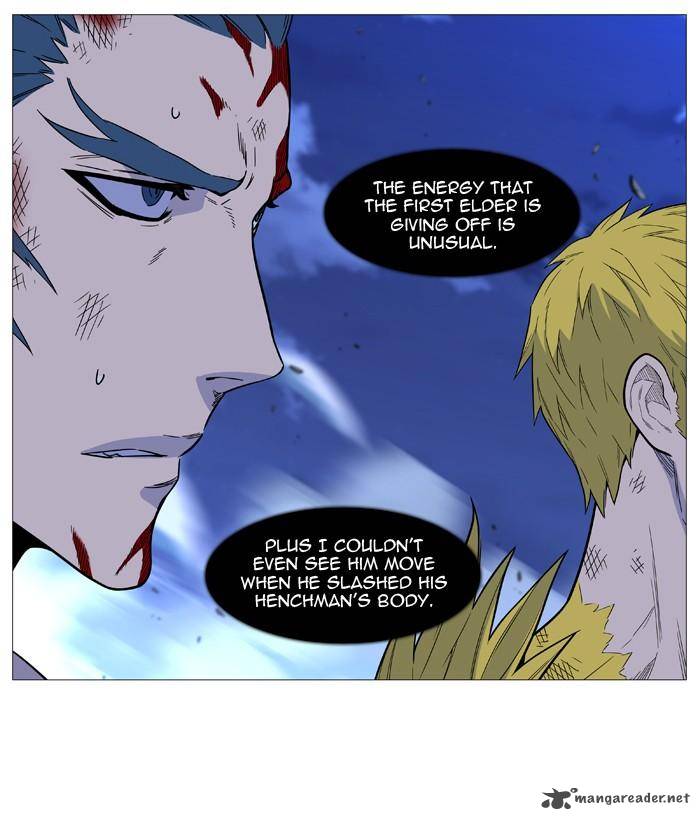 THE ENERGY THAT
THE FIRST ELDER IS
GIVING OFF IS
UNUSUAL.
PLUS I COULDN'T
EVEN SEE HIM MOVE
WHEN HE SLASHED HIS
HENCHMAN'S BODY.
mangareader.net